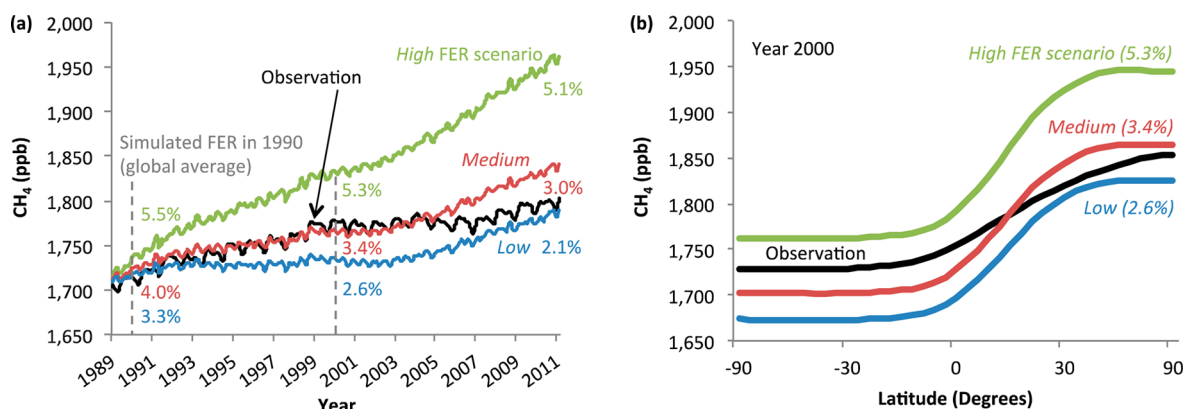 (a)
2,000
1,950
1,900
1,850
1,800
1,750
1,700
1,650
CH4 (ppb)
High FER scenario
Observation
5.1%
Simulated FER in 1990
(global average)
Medium
5.5%
5.3%
3.0%
3.4%
Low 2.1%
4.0%
3.3%
2.6%
1989
1991
1993
1995
1997
1999
2001
2003
2005
2007
2009
2011
Year
(b)
2,000
1,950
1,900
1,850
1,800
1,750
1,700
1,650
CH4 (ppb)
Year 2000
High FER scenario (5.3%)
Medium (3.4%)
Low (2.6%)
Observation
-90
-30
0
30
90
Latitude (Degrees)